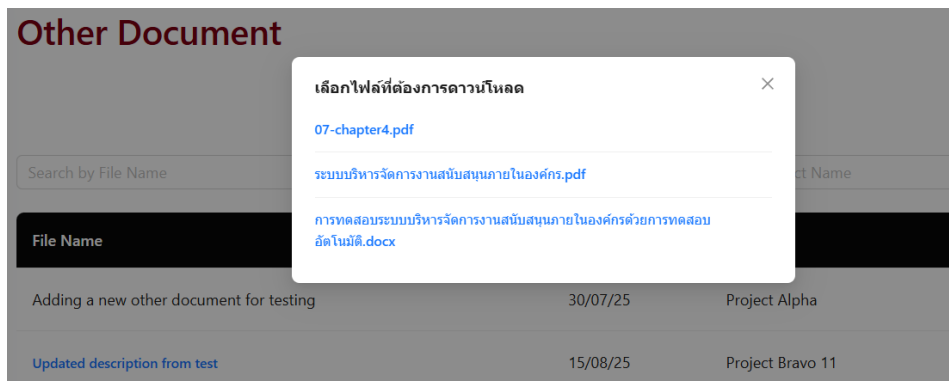 Other Document
เลือกไฟล์ที่ต้องการดาวน์โหลด
07-chapter4.pdf
Search by File Name
ระบบบริหารจัดการงานสนับสนุนภายในองค์กร.pdf
ct Name
การทดสอบระบบบริหารจัดการงานสนับสนุนภายในองค์กรด้วยการทดสอบ
อัตโนมัติ.docx
File Name
Adding a new other document for testing 30/07/25 Project Alpha
Updated description from test 15/08/25 Project Bravo 11